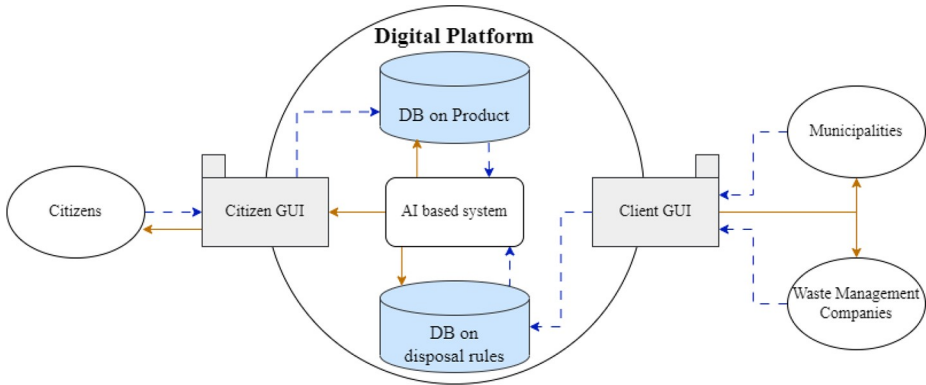 Digital Platform
DB on Product
Municipalities
Citizens
Citizen GUI
AI based system
Client GUI
Waste Management
Companies
DB on
disposal rules